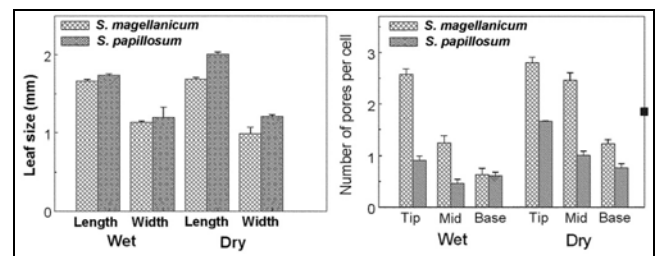 S. magellanicum
S. papillosum
Leaf size (mm)
2
1
0
Length Width Length Width
Wet Dry
S. magellanicum
S. papillosum
Number of pores per cell
3
2
1
0
Tip Mid Base Tip Mid Base
Wet Dry